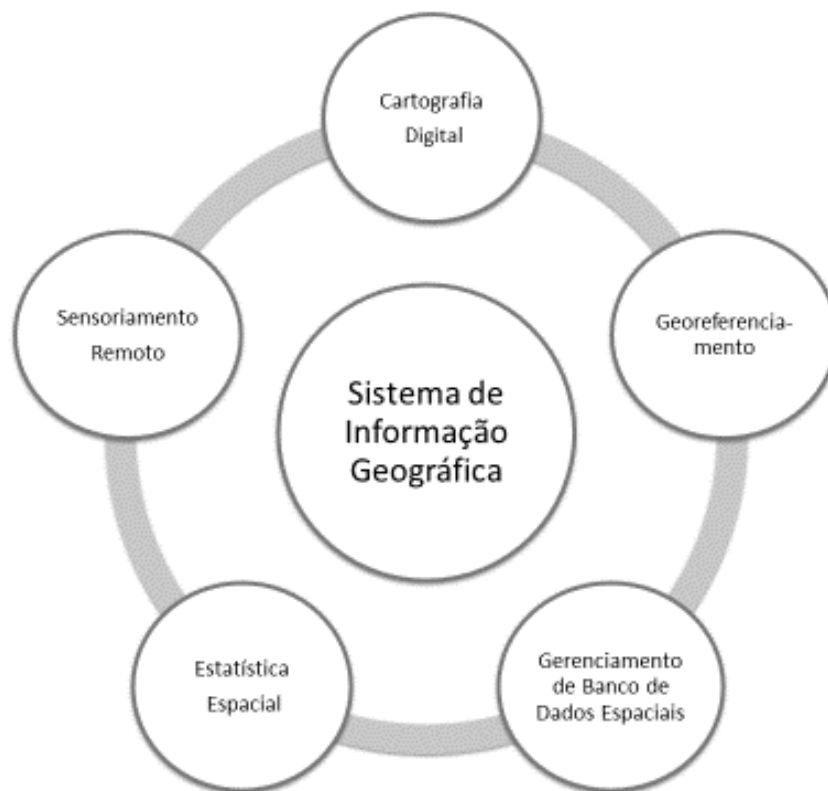 Cartografia
Digital
Sensoriamento
Remoto
Georeferencia-
mento
Sistema de
Informação
Geográfica
Estatística
Espacial
Gerenciamento
de Banco de
Dados Espaciais